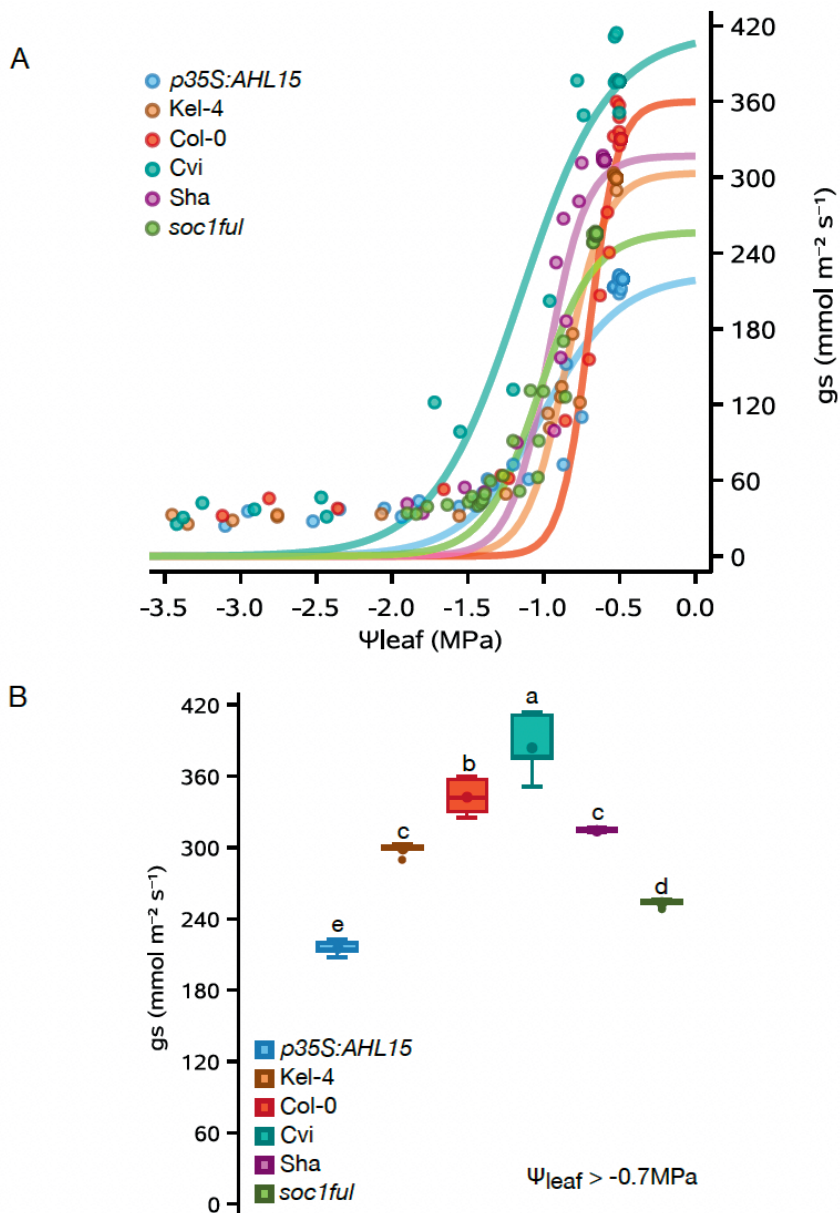 A
p35S:AHL15
Kel-4
Col-0
Cvi
Sha
soc1ful
420
360
300
240
180
120
60
0
gs (mmol m⁻² s⁻¹)
-3.5 -3.0 -2.5 -2.0 -1.5 -1.0 -0.5 0.0
Ψleaf (MPa)
B
420
360
300
240
180
120
60
0
gs (mmol m⁻² s⁻¹)
e
c
b
a
c
d
p35S:AHL15
Kel-4
Col-0
Cvi
Sha
soc1ful
Ψleaf > -0.7MPa